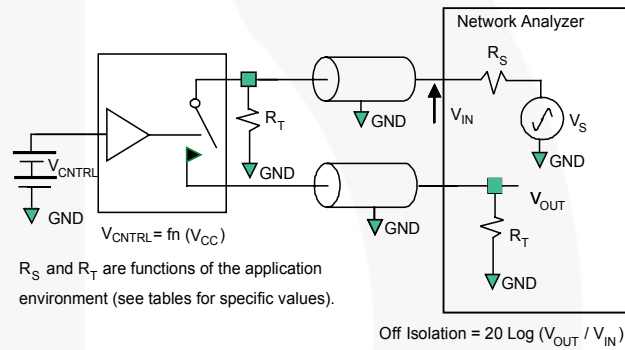 Network Analyzer
R_S
R_T
GND
V_IN
V_S
GND
GND
V_CNTRL
GND
V_OUT
GND
R_T
GND
V_CNTRL = fn (V_CC)
R_S and R_T are functions of the application
environment (see tables for specific values).
Off Isolation = 20 Log (V_OUT / V_IN)